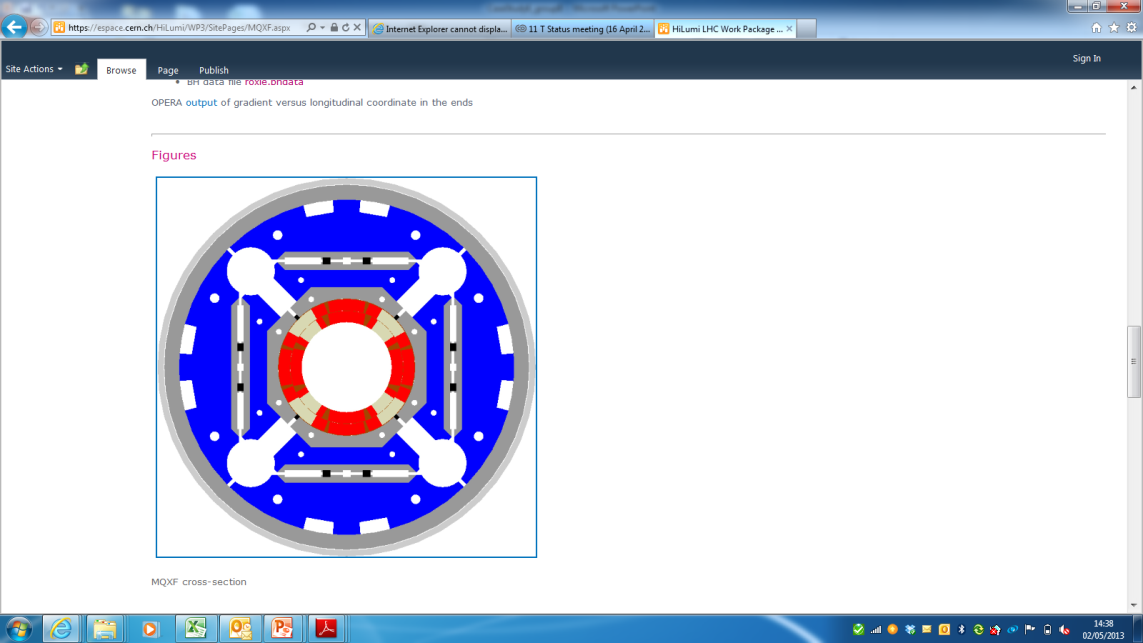 https://espace.cern.ch/HiLumi/WP3/SitePages/MQXF.aspx
Internet Explorer cannot displa...
11 T Status meeting (16 April 2...
HiLumi LHC Work Package ...
Sign In
Site Actions
Browse
Page
Publish
BH data file roxie.bhdata
OPERA output of gradient versus longitudinal coordinate in the ends
Figures
MQXF cross-section
14:38
02/05/2013